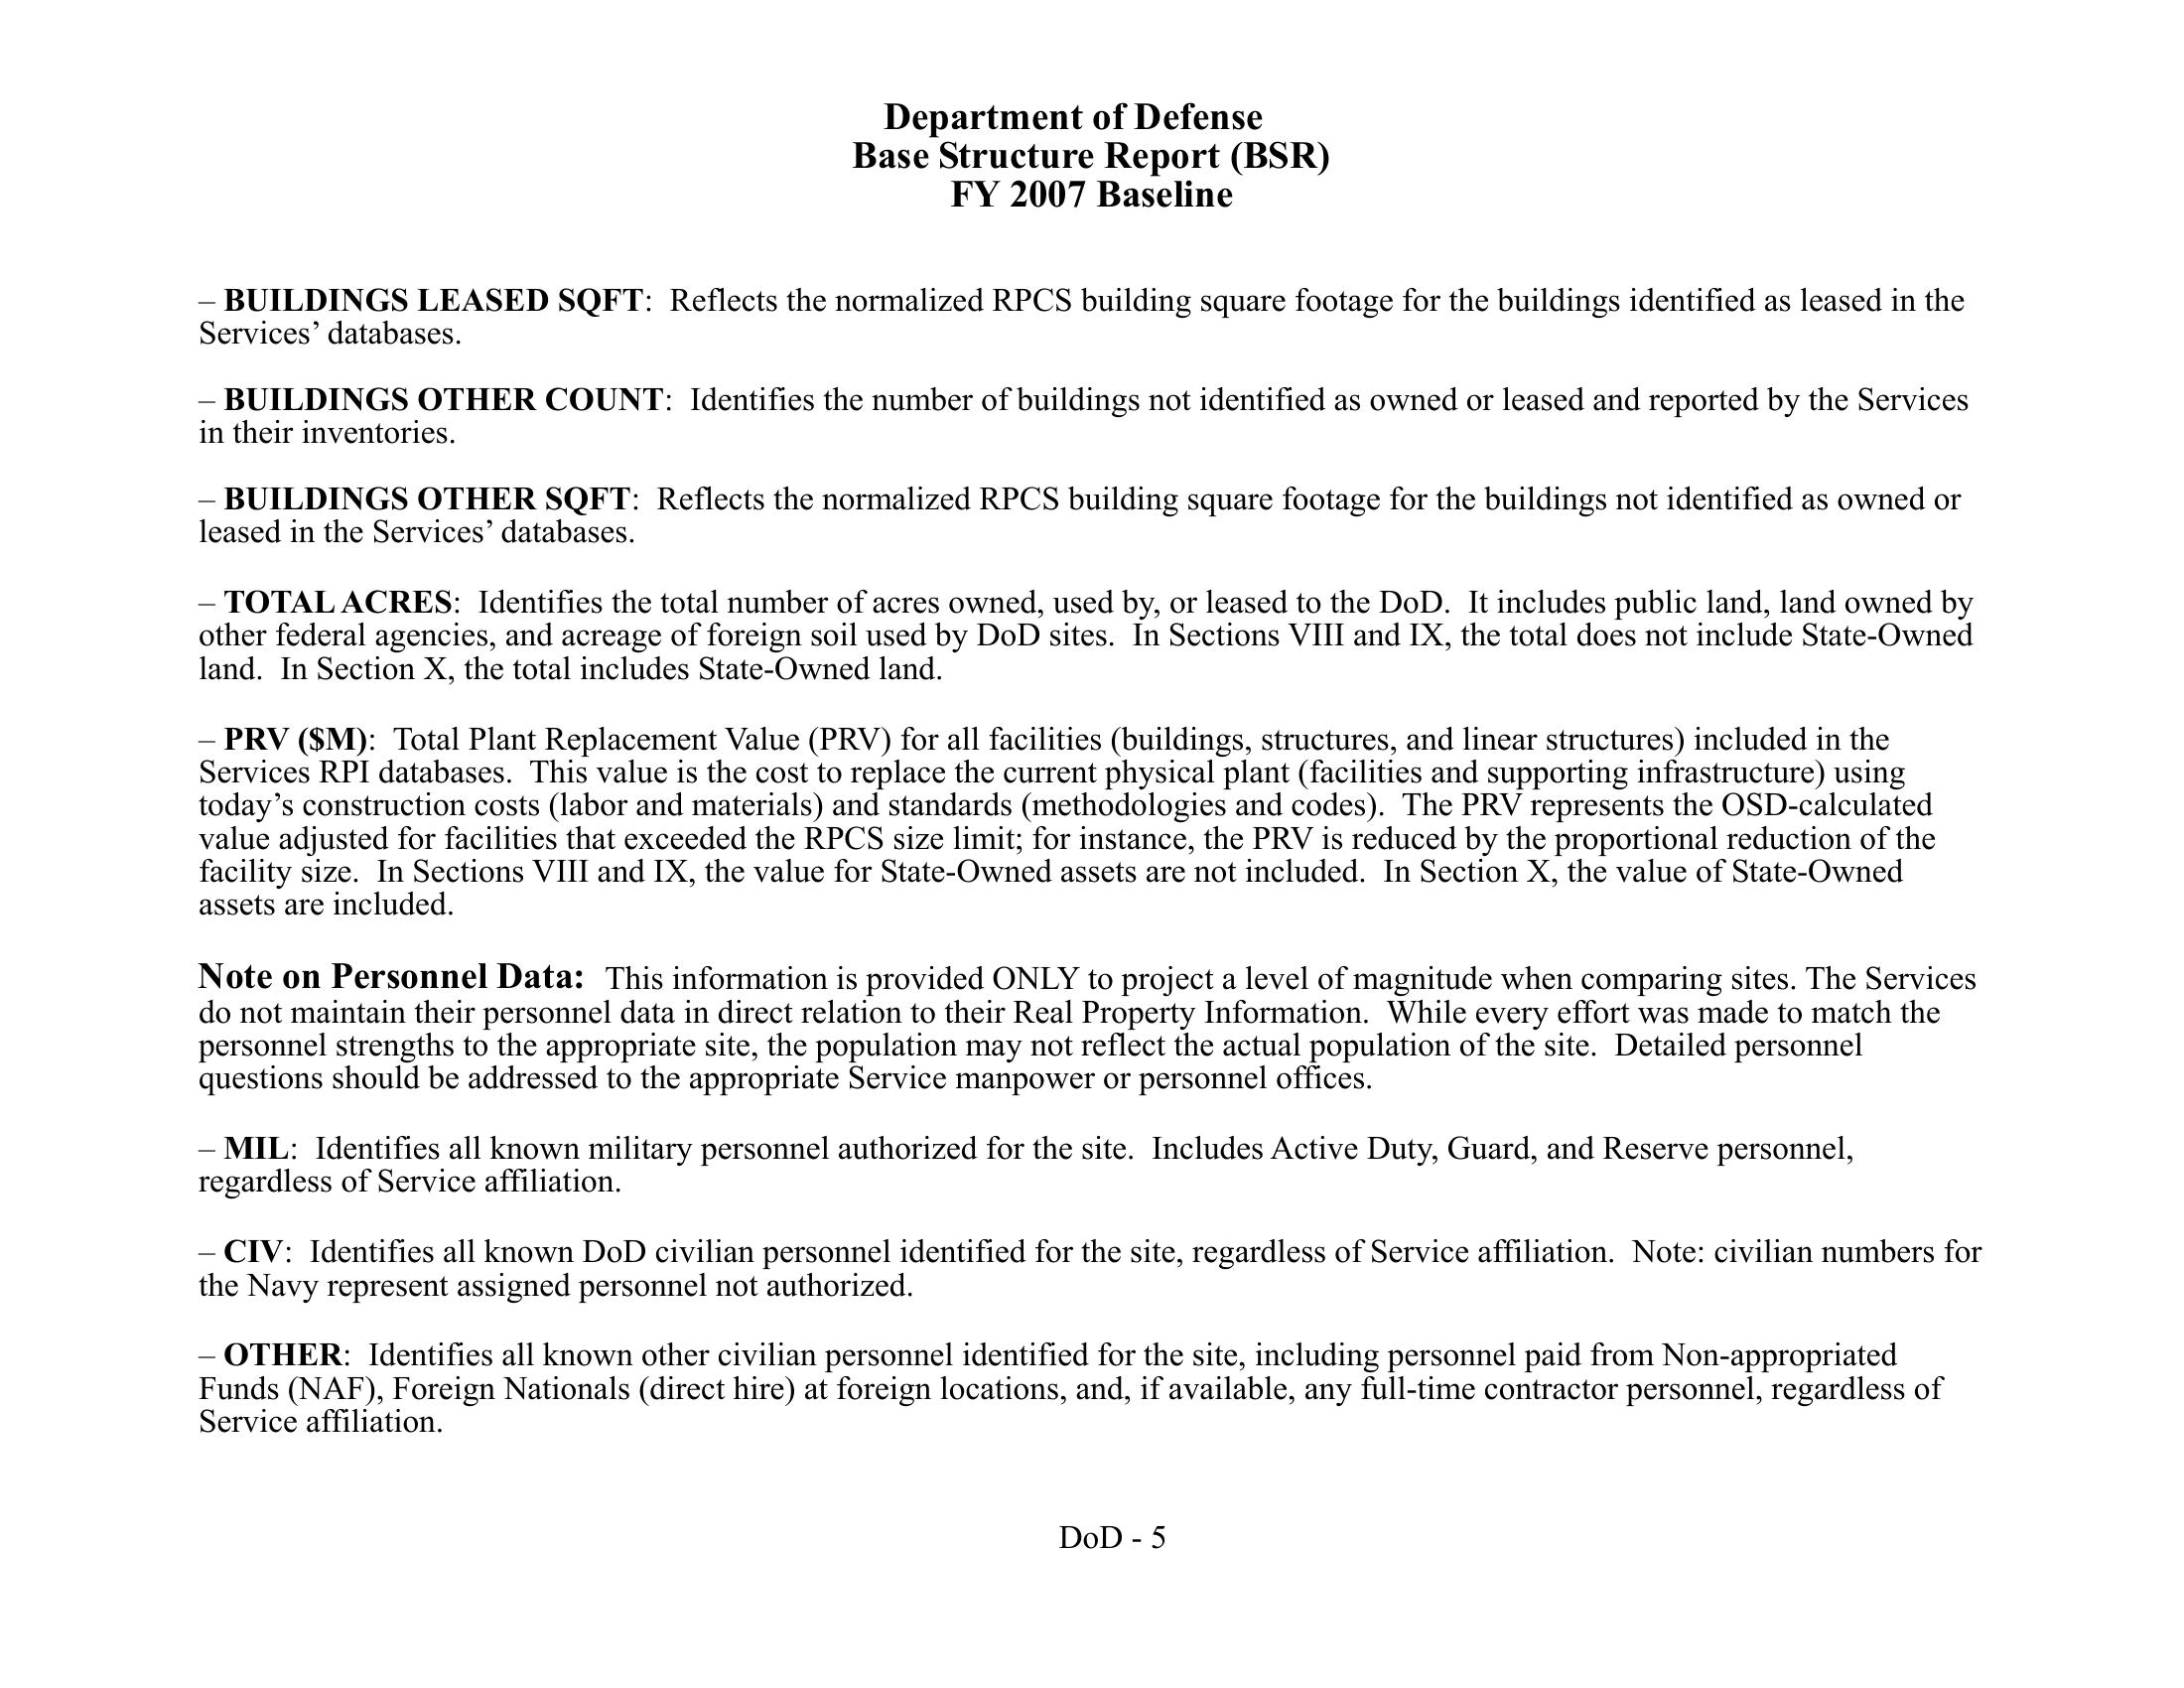 Department of Defense
Base Structure Report (BSR)
FY 2007 Baseline
– BUILDINGS LEASED SQFT:  Reflects the normalized RPCS building square footage for the buildings identified as leased in the
Services’ databases.
– BUILDINGS OTHER COUNT:  Identifies the number of buildings not identified as owned or leased and reported by the Services
in their inventories.
– BUILDINGS OTHER SQFT:  Reflects the normalized RPCS building square footage for the buildings not identified as owned or
leased in the Services’ databases.
– TOTAL ACRES:  Identifies the total number of acres owned, used by, or leased to the DoD.  It includes public land, land owned by
other federal agencies, and acreage of foreign soil used by DoD sites.  In Sections VIII and IX, the total does not include State-Owned
land.  In Section X, the total includes State-Owned land.
– PRV ($M):  Total Plant Replacement Value (PRV) for all facilities (buildings, structures, and linear structures) included in the
Services RPI databases.  This value is the cost to replace the current physical plant (facilities and supporting infrastructure) using
today’s construction costs (labor and materials) and standards (methodologies and codes).  The PRV represents the OSD-calculated
value adjusted for facilities that exceeded the RPCS size limit; for instance, the PRV is reduced by the proportional reduction of the
facility size.  In Sections VIII and IX, the value for State-Owned assets are not included.  In Section X, the value of State-Owned
assets are included.
Note on Personnel Data:  This information is provided ONLY to project a level of magnitude when comparing sites. The Services
do not maintain their personnel data in direct relation to their Real Property Information.  While every effort was made to match the
personnel strengths to the appropriate site, the population may not reflect the actual population of the site.  Detailed personnel
questions should be addressed to the appropriate Service manpower or personnel offices.
– MIL:  Identifies all known military personnel authorized for the site.  Includes Active Duty, Guard, and Reserve personnel,
regardless of Service affiliation.
– CIV:  Identifies all known DoD civilian personnel identified for the site, regardless of Service affiliation.  Note: civilian numbers for
the Navy represent assigned personnel not authorized.
– OTHER:  Identifies all known other civilian personnel identified for the site, including personnel paid from Non-appropriated
Funds (NAF), Foreign Nationals (direct hire) at foreign locations, and, if available, any full-time contractor personnel, regardless of
Service affiliation.
DoD - 5